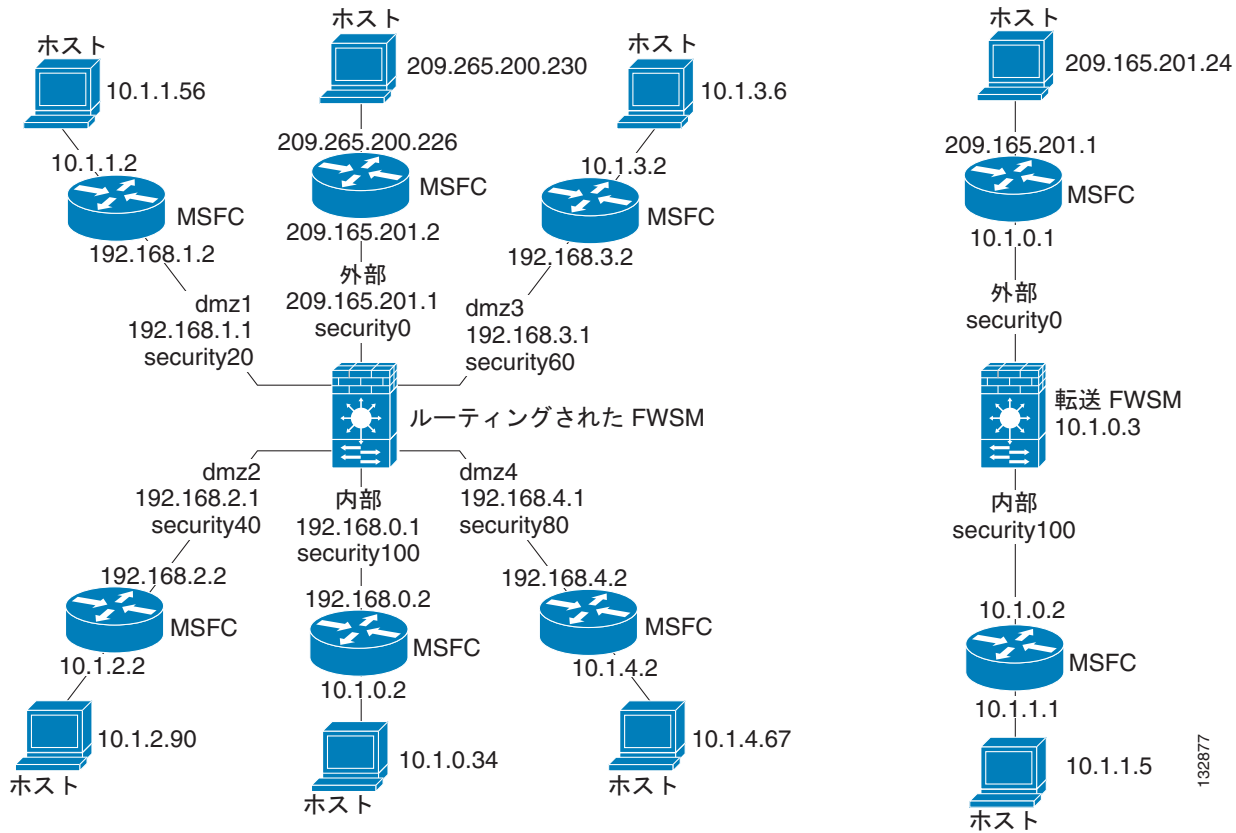 ホスト
10.1.1.56
10.1.1.2
MSFC
192.168.1.2
dmz1
192.168.1.1
security20
ホスト
209.265.200.230
209.265.200.226
MSFC
209.165.201.2
外部
209.165.201.1
security0
ホスト
10.1.3.6
10.1.3.2
MSFC
192.168.3.2
dmz3
192.168.3.1
security60
ルーティングされた FWSM
dmz2
192.168.2.1
security40
192.168.2.2
MSFC
10.1.2.2
10.1.2.90
ホスト
内部
192.168.0.1
security100
192.168.0.2
MSFC
10.1.0.2
10.1.0.34
ホスト
dmz4
192.168.4.1
security80
192.168.4.2
MSFC
10.1.4.2
10.1.4.67
ホスト
ホスト
209.165.201.24
209.165.201.1
MSFC
10.1.0.1
外部
security0
転送 FWSM
10.1.0.3
内部
security100
10.1.0.2
MSFC
10.1.1.1
10.1.1.5
ホスト
132877